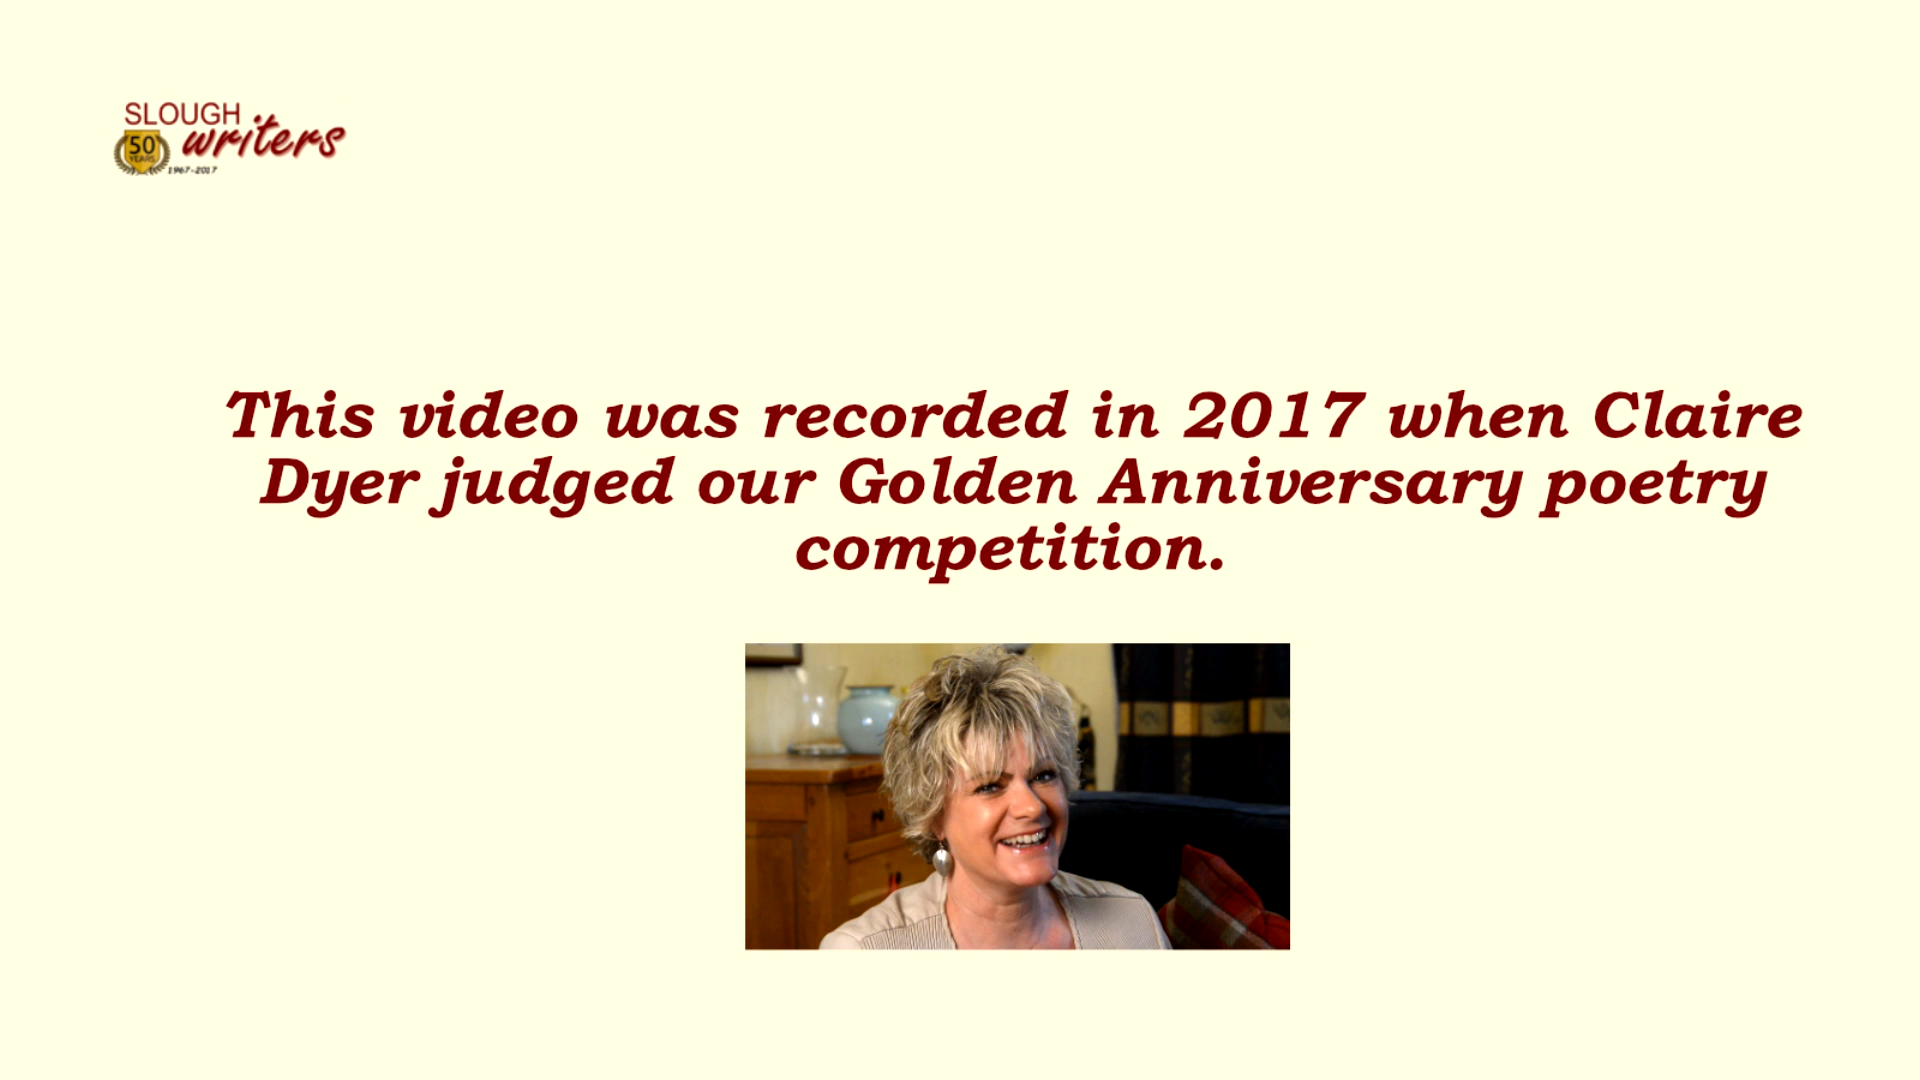 SLOUGH
writers
50
YEARS
1967-2017
This video was recorded in 2017 when Claire
Dyer judged our Golden Anniversary poetry
competition.